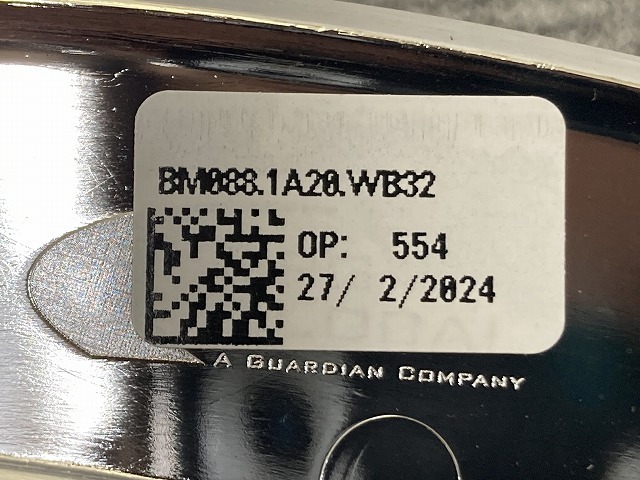 BM088.1A20.WB32
OP: 554
27/ 2/2024
A GUARDIAN COMPANY